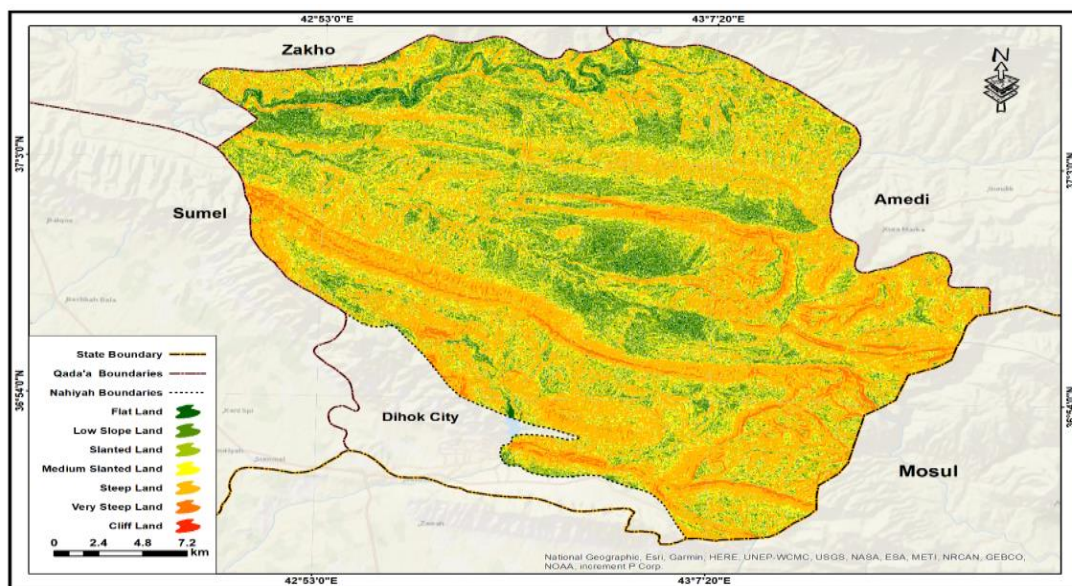 42°53'0"E
43°7'20"E
Zakho
N
37°3'0"N
Amedi
Sumel
State Boundary
Qada'a Boundaries
Nahiyah Boundaries
Flat Land
Low Slope Land
Slanted Land
Medium Slanted Land
Steep Land
Very Steep Land
Cliff Land
0 2.4 4.8 7.2
km
36°54'0"N
36°54'0"N
Dihok City
Mosul
National Geographic, Esri, Garmin, HERE, UNEP-WCMC, USGS, NASA, ESA, METI, NRCAN, GEBCO,
NOAA, increment P Corp.
42°53'0"E
43°7'20"E